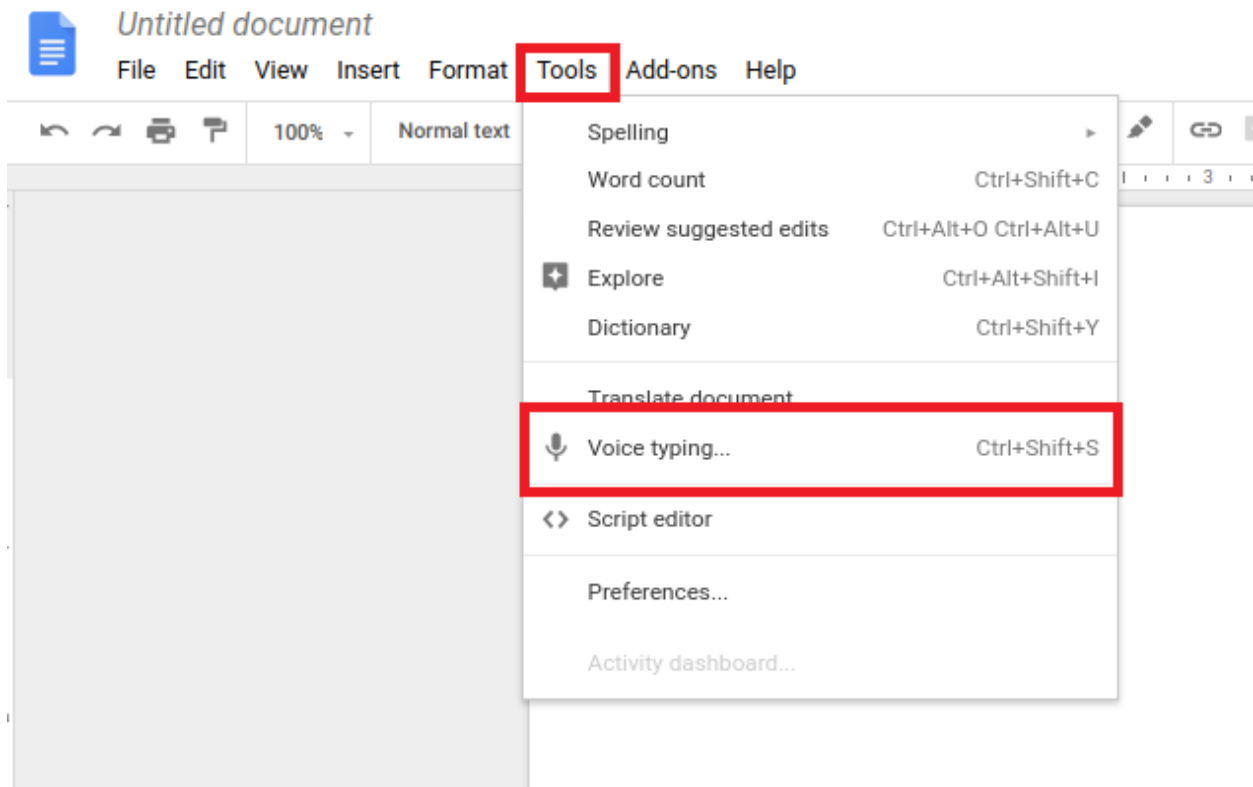 Untitled document
File Edit View Insert Format Tools Add-ons Help
100% Normal text
3
Spelling
Word count Ctrl+Shift+C
Review suggested edits Ctrl+Alt+O Ctrl+Alt+U
Explore Ctrl+Alt+Shift+I
Dictionary Ctrl+Shift+Y
Translate document
Voice typing... Ctrl+Shift+S
Script editor
Preferences...
Activity dashboard...